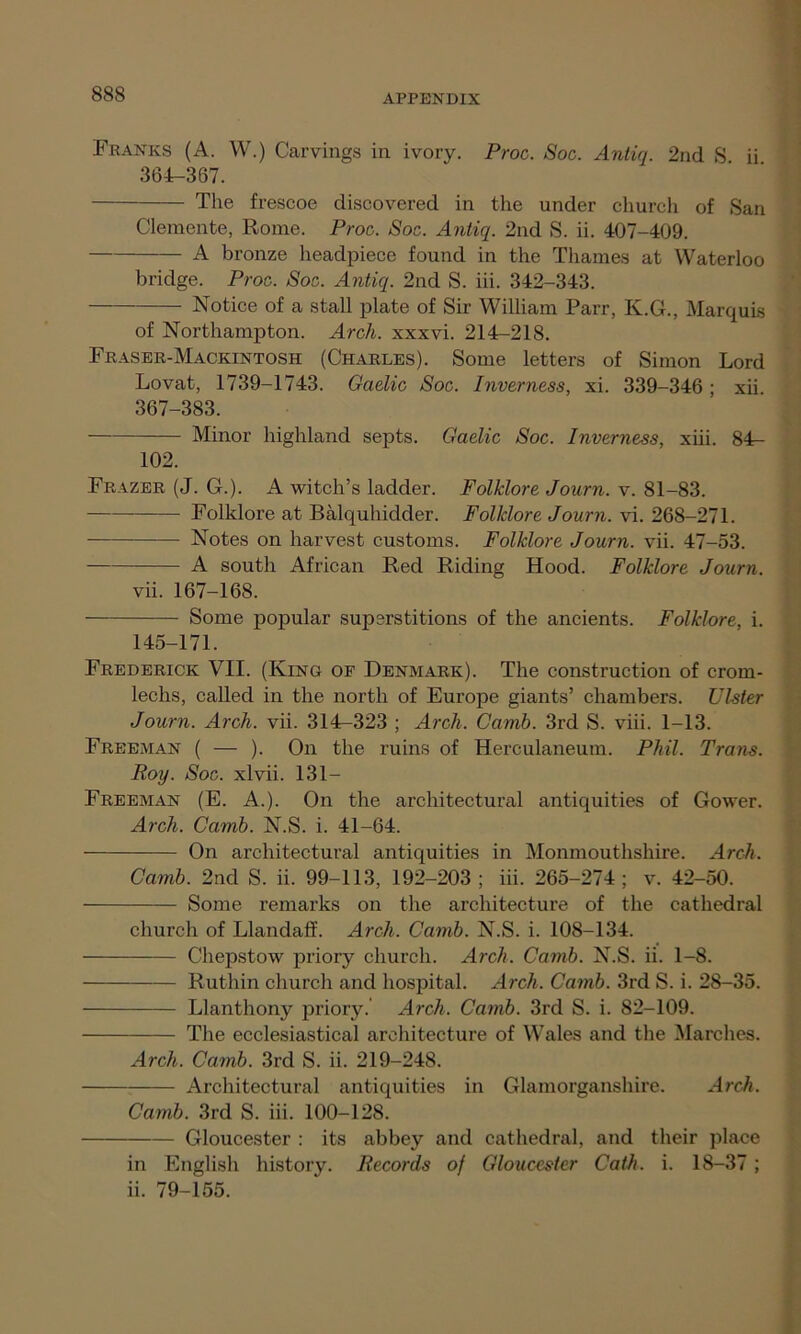 888
APPENDIX
Franks (A. W.) Carvings in ivory. Proc. Soc. Antiq. 2nd S. ii.
364-367.
——— The frescoe discovered in the under church of San
Clemente, Rome. Proc. Soc. Antiq. 2nd S. ii. 407-409.
——— A bronze headpiece found in the Thames at Waterloo
bridge. Proc. Soc. Antiq. 2nd S. iii. 342-343.
——— Notice of a stall plate of Sir William Parr, K.G., Marquis
of Northampton. Arch. xxxvi. 214-218.
Fraser-Mackintosh (Charles). Some letters of Simon Lord
Lovat, 1739-1743. Gaelic Soc. Inverness, xi. 339-346 ; xii.
367-383.
——— Minor highland septs. Gaelic Soc. Inverness, xiii. 84-
102.
Frazer (J. G.). A witch's ladder. Folklore Journ. v. 81-83.
——— Folklore at Bàlquhidder. Folklore Journ. vi. 268-271.
——— Notes on harvest customs. Folklore Journ. vii. 47-53.
——— A south African Red Riding Hood. Folklore Journ.
vii. 167-168.
——— Some popular superstitions of the ancients. Folklore, i.
145-171.
Frederick VII. (King of Denmark). The construction of crom-
lechs, called in the north of Europe giants' chambers. Ulster
Journ. Arch. vii. 314-323 ; Arch. Camb. 3rd S. viii. 1-13.
Freeman ( — ). On the ruins of Herculaneum. Phil. Trans.
Roy. Soc. xlvii. 131-
Freeman (E. A.). On the architectural antiquities of Gower.
Arch. Camb. N.S. i. 41-64.
——— On architectural antiquities in Monmouthshire. Arch.
Camb. 2nd S. ii. 99-113, 192-203 ; iii. 265-274 ; v. 42-50.
——— Some remarks on the architecture of the cathedral
church of Llandaff. Arch. Camb. N.S. i. 108-134.
——— Chepstow priory church. Arch. Camb. N.S. ii. 1-8.
——— Ruthin church and hospital. Arch. Camb. 3rd S. i. 28-35.
——— Llanthony priory. Arch. Camb. 3rd S. i. 82-109.
——— The ecclesiastical architecture of Wales and the Marches.
Arch. Camb. 3rd S. ii. 219-248.
——— Architectural antiquities in Glamorganshire. Arch.
Camb. 3rd S. iii. 100-128.
——— Gloucester : its abbey and cathedral, and their place
in English history. Records of Gloucester Cath. i. 18-37 ;
ii. 79-155.